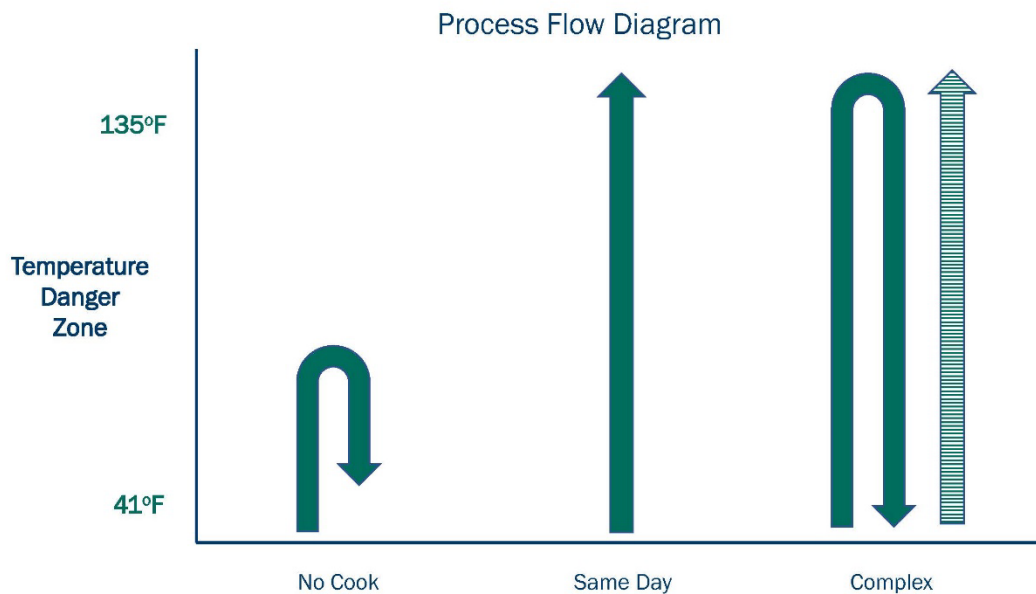 Process Flow Diagram
135ºF
Temperature
Danger
Zone
41ºF
No Cook
Same Day
Complex